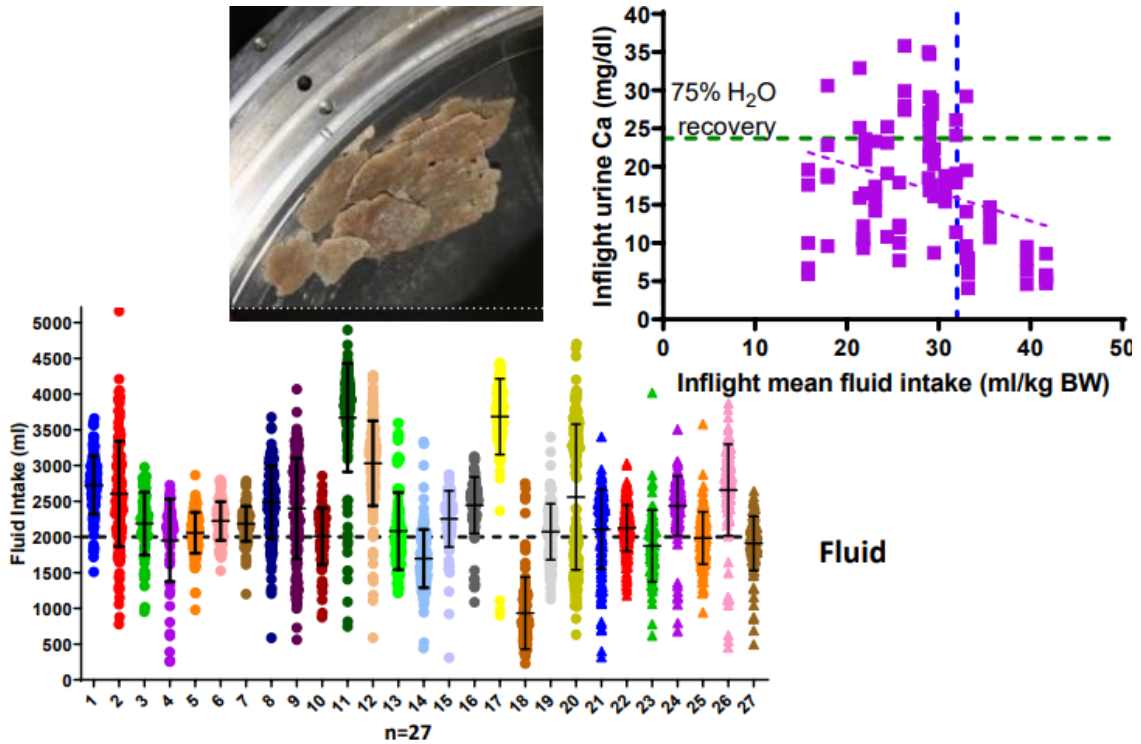 40
35
30
25
20
15
10
5
0
Inflight urine Ca (mg/dl)
75% H₂O
recovery
0 10 20 30 40 50
Inflight mean fluid intake (ml/kg BW)
5000
4500
4000
3500
3000
2500
2000
1500
1000
500
0
Fluid Intake (ml)
1 2 3 4 5 6 7 8 9 10 11 12 13 14 15 16 17 18 19 20 21 22 23 24 25 26 27
n=27
Fluid